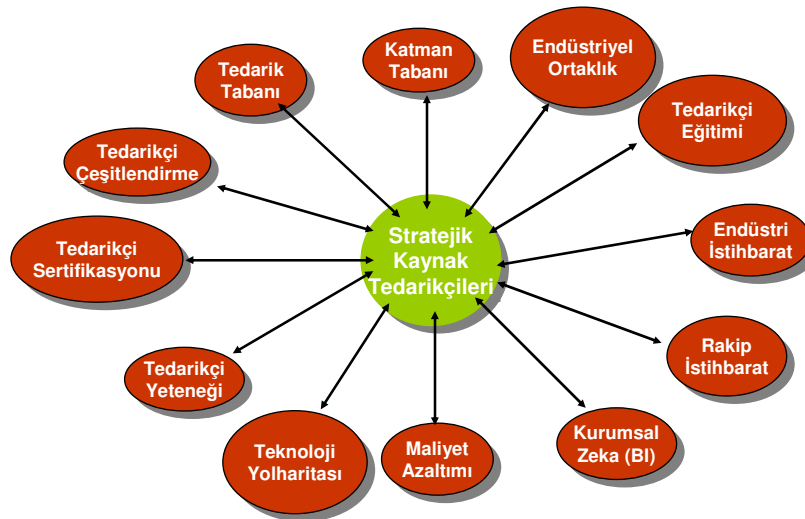 Katman
Tabanı
Endüstriyel
Ortaklık
Tedarik
Tabanı
Tedarikçi
Eğitimi
Tedarikçi
Çeşitlendirme
Stratejik
Kaynak
Tedarikçileri
Endüstri
İstihbarat
Tedarikçi
Sertifikasyonu
Rakip
İstihbarat
Tedarikçi
Yeteneği
Teknoloji
Yolharitası
Maliyet
Azaltımı
Kurumsal
Zeka (BI)